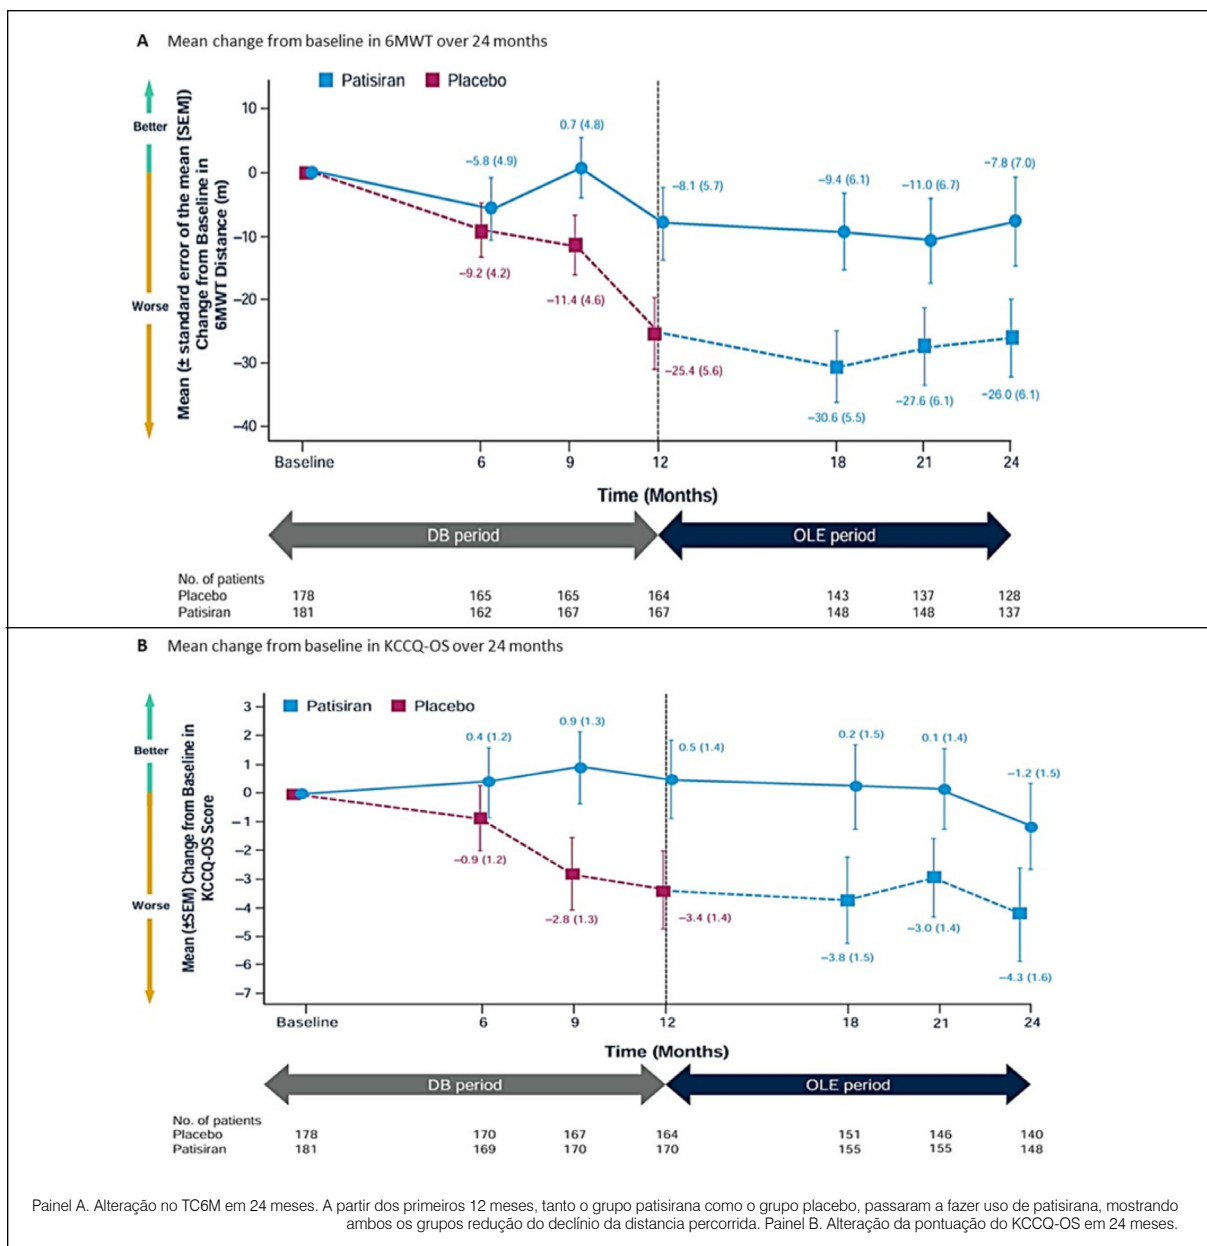 A Mean change from baseline in 6MWT over 24 months
Patisiran Placebo
Better
Worse
Mean (± standard error of the mean [SEM])
Change from Baseline in
6MWT Distance (m)
10
0
−10
−20
−30
−40
−5.8 (4.9)
0.7 (4.8)
−8.1 (5.7)
−9.4 (6.1)
−11.0 (6.7)
−7.8 (7.0)
−9.2 (4.2)
−11.4 (4.6)
−25.4 (5.6)
−30.6 (5.5)
−27.6 (6.1)
−26.0 (6.1)
Baseline 6 9 12 18 21 24
Time (Months)
DB period OLE period
No. of patients
Placebo 178 165 165 164 143 137 128
Patisiran 181 162 167 167 148 148 137
B Mean change from baseline in KCCQ-OS over 24 months
Patisiran Placebo
Better
Worse
Mean (±SEM) Change from Baseline in
KCCQ-OS Score
3
2
1
0
−1
−2
−3
−4
−5
−6
−7
0.4 (1.2)
0.9 (1.3)
0.5 (1.4)
0.2 (1.5)
0.1 (1.4)
−1.2 (1.5)
−0.9 (1.2)
−2.8 (1.3)
−3.4 (1.4)
−3.8 (1.5)
−3.0 (1.4)
−4.3 (1.6)
Baseline 6 9 12 18 21 24
Time (Months)
DB period OLE period
No. of patients
Placebo 178 170 167 164 151 146 140
Patisiran 181 169 170 170 155 155 148
Painel A. Alteração no TC6M em 24 meses. A partir dos primeiros 12 meses, tanto o grupo patisirana como o grupo placebo, passaram a fazer uso de patisirana, mostrando
ambos os grupos redução do declínio da distancia percorrida. Painel B. Alteração da pontuação do KCCQ-OS em 24 meses.